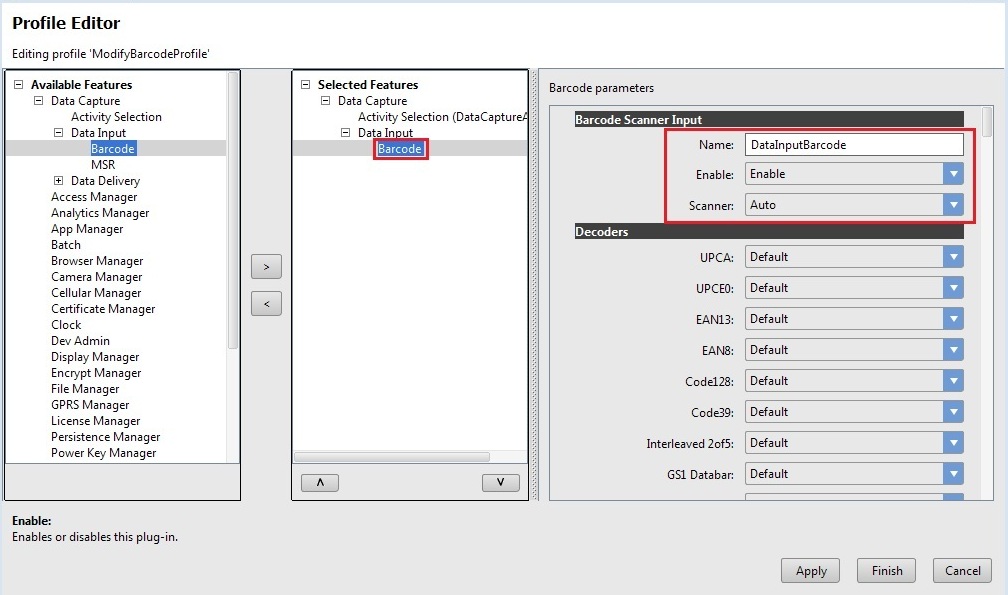 Profile Editor
Editing profile 'ModifyBarcodeProfile'
Available Features
Data Capture
Activity Selection
Data Input
Barcode
MSR
Data Delivery
Access Manager
Analytics Manager
App Manager
Batch
Browser Manager
Camera Manager
Cellular Manager
Certificate Manager
Clock
Dev Admin
Display Manager
Encrypt Manager
File Manager
GPRS Manager
License Manager
Persistence Manager
Power Key Manager
>
<
Selected Features
Data Capture
Activity Selection (DataCaptureA
Data Input
Barcode
Barcode parameters
Barcode Scanner Input
Name: DataInputBarcode
Enable: Enable
Scanner: Auto
Decoders
UPCA: Default
UPCE0: Default
EAN13: Default
EAN8: Default
Code128: Default
Code39: Default
Interleaved 2of5: Default
GS1 Databar: Default
Enable:
Enables or disables this plug-in.
Apply Finish Cancel